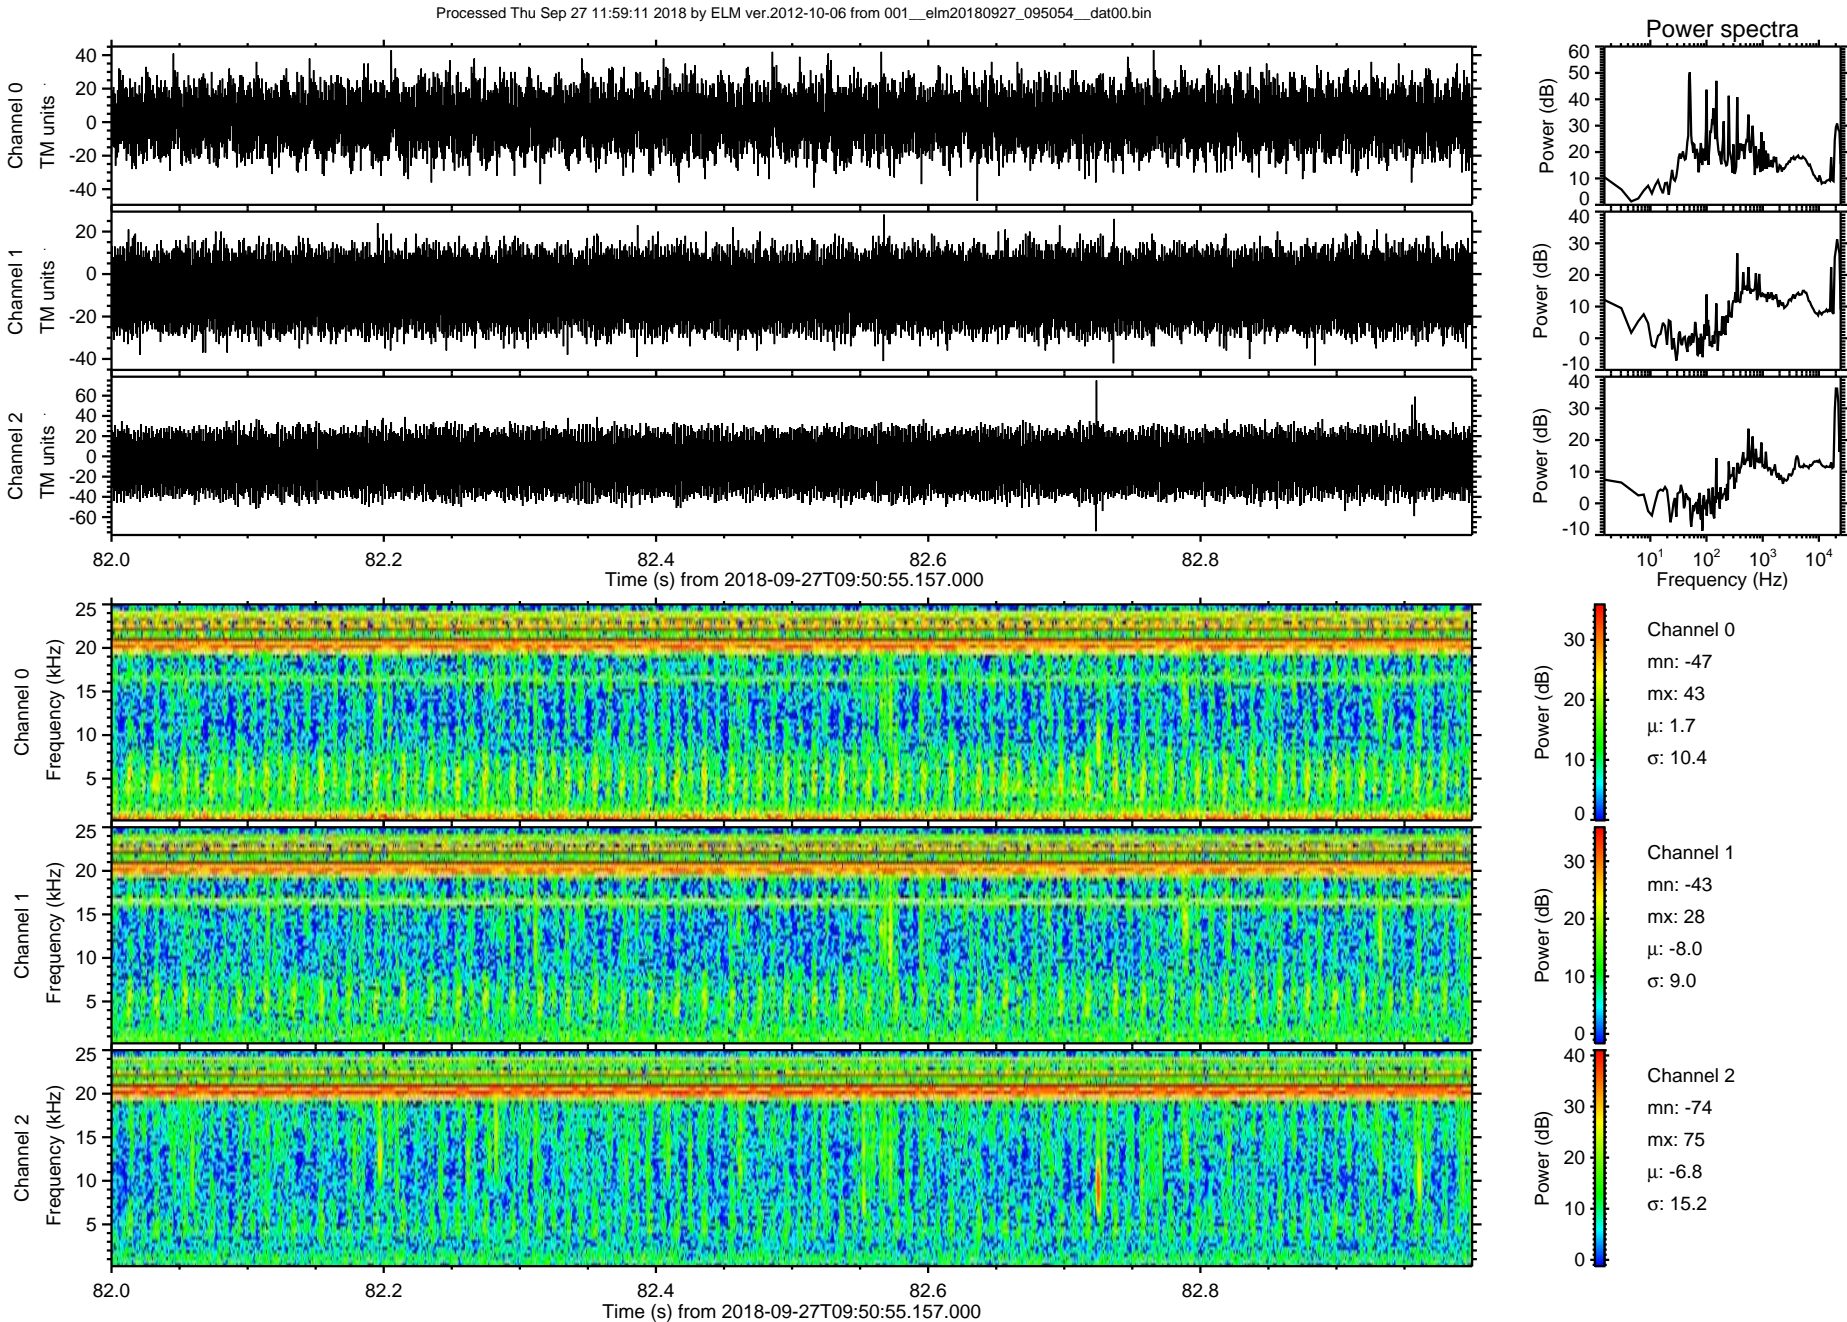 Processed Thu Sep 27 11:59:11 2018 by ELM ver.2012-10-06 from 001__elm20180927_095054__dat00.bin
Power spectra
Channel 0
TM units
40
20
0
-20
-40
Power (dB)
60
50
40
30
20
10
0
Channel 1
TM units
20
0
-20
-40
Power (dB)
40
30
20
10
0
-10
Channel 2
TM units
60
40
20
0
-20
-40
-60
Power (dB)
40
30
20
10
0
-10
82.0 82.2 82.4 82.6 82.8
Time (s) from 2018-09-27T09:50:55.157.000
10¹ 10² 10³ 10⁴
Frequency (Hz)
Channel 0
Frequency (kHz)
25
20
15
10
5
Power (dB)
30
20
10
0
Channel 0
mn: -47
mx: 43
μ: 1.7
σ: 10.4
Channel 1
Frequency (kHz)
25
20
15
10
5
Power (dB)
30
20
10
0
Channel 1
mn: -43
mx: 28
μ: -8.0
σ: 9.0
Channel 2
Frequency (kHz)
25
20
15
10
5
Power (dB)
40
30
20
10
0
Channel 2
mn: -74
mx: 75
μ: -6.8
σ: 15.2
82.0 82.2 82.4 82.6 82.8
Time (s) from 2018-09-27T09:50:55.157.000